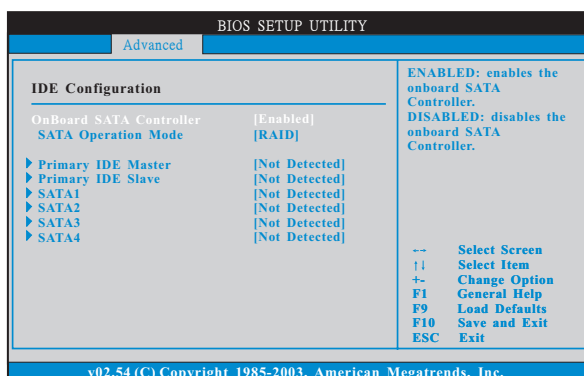 BIOS SETUP UTILITY
Advanced
IDE Configuration
OnBoard SATA Controller [Enabled]
SATA Operation Mode [RAID]
Primary IDE Master [Not Detected]
Primary IDE Slave [Not Detected]
SATA1 [Not Detected]
SATA2 [Not Detected]
SATA3 [Not Detected]
SATA4 [Not Detected]
ENABLED: enables the
onboard SATA
Controller.
DISABLED: disables the
onboard SATA
Controller.
←→ Select Screen
↑↓ Select Item
+- Change Option
F1 General Help
F9 Load Defaults
F10 Save and Exit
ESC Exit
v02.54 (C) Copyright 1985-2003, American Megatrends, Inc.